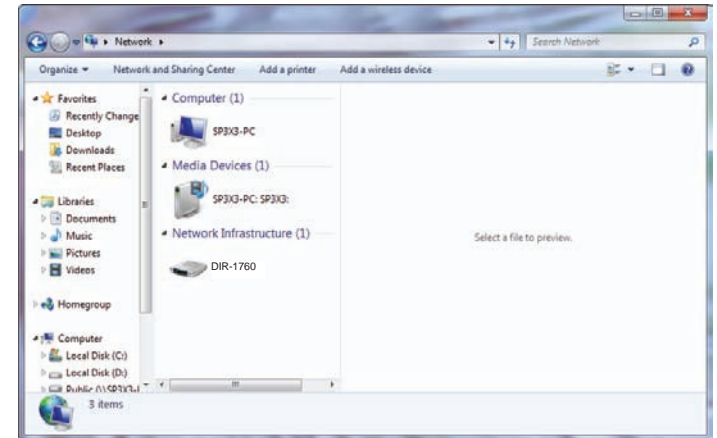 Network
Search Network
Organize
Network and Sharing Center
Add a printer
Add a wireless device
Favorites
Recently Change
Desktop
Downloads
Recent Places
Libraries
Documents
Music
Pictures
Videos
Homegroup
Computer
Local Disk (C:)
Local Disk (D:)
Computer (1)
SP3X3-PC
Media Devices (1)
SP3X3-PC: SP3X3:
Network Infrastructure (1)
DIR-1760
Select a file to preview.
3 items